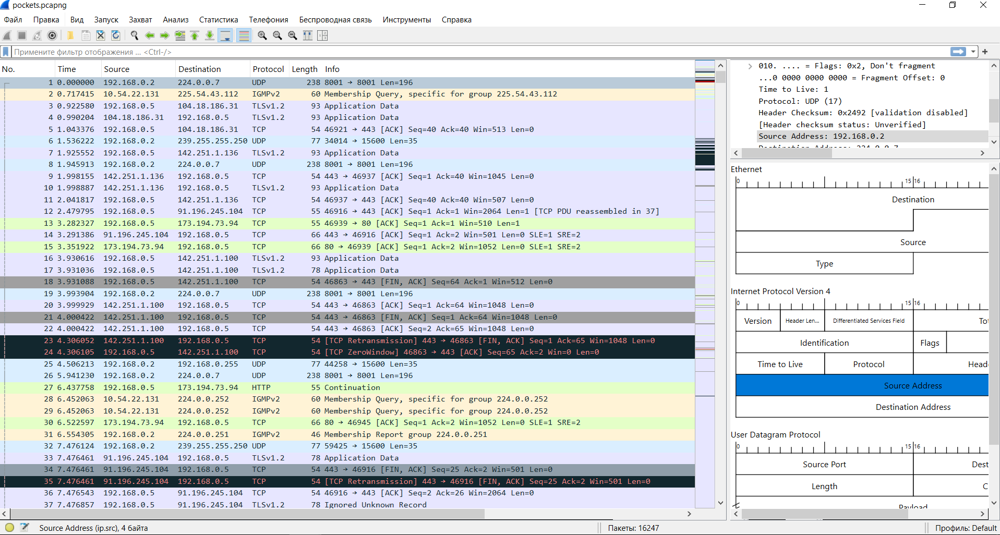 pockets.pcapng
Файл Правка Вид Запуск Захват Анализ Статистика Телефония Беспроводная связь Инструменты Справка
Примените фильтр отображения ... <Ctrl-/>
No. Time Source Destination Protocol Length Info
1 0.000000 192.168.0.2 224.0.0.7 UDP 238 8001 → 8001 Len=196
2 0.717415 10.54.22.131 225.54.43.112 IGMPv2 60 Membership Query, specific for group 225.54.43.112
3 0.922580 192.168.0.5 104.18.186.31 TLSv1.2 93 Application Data
4 0.990204 104.18.186.31 192.168.0.5 TLSv1.2 93 Application Data
5 1.043376 192.168.0.5 104.18.186.31 TCP 54 46921 → 443 [ACK] Seq=40 Ack=40 Win=513 Len=0
6 1.536222 192.168.0.2 239.255.255.250 UDP 77 34014 → 15600 Len=35
7 1.925552 192.168.0.5 142.251.1.136 TLSv1.2 93 Application Data
8 1.945913 192.168.0.2 224.0.0.7 UDP 238 8001 → 8001 Len=196
9 1.998155 142.251.1.136 192.168.0.5 TCP 54 443 → 46937 [ACK] Seq=1 Ack=40 Win=1045 Len=0
10 1.998887 142.251.1.136 192.168.0.5 TLSv1.2 93 Application Data
11 2.041817 192.168.0.5 142.251.1.136 TCP 54 46937 → 443 [ACK] Seq=40 Ack=40 Win=507 Len=0
12 2.479795 192.168.0.5 91.196.245.104 TCP 55 46916 → 443 [ACK] Seq=1 Ack=1 Win=2064 Len=1 [TCP PDU reassembled in 37]
13 3.282327 192.168.0.5 173.194.73.94 TCP 55 46939 → 80 [ACK] Seq=1 Ack=1 Win=510 Len=1
14 3.291386 91.196.245.104 192.168.0.5 TCP 66 443 → 46916 [ACK] Seq=1 Ack=2 Win=501 Len=0 SLE=1 SRE=2
15 3.351922 173.194.73.94 192.168.0.5 TCP 66 80 → 46939 [ACK] Seq=1 Ack=2 Win=1052 Len=0 SLE=1 SRE=2
16 3.930616 192.168.0.5 142.251.1.100 TLSv1.2 93 Application Data
17 3.931036 192.168.0.5 142.251.1.100 TLSv1.2 78 Application Data
18 3.931088 192.168.0.5 142.251.1.100 TCP 54 46863 → 443 [FIN, ACK] Seq=64 Ack=1 Win=512 Len=0
19 3.993904 192.168.0.2 224.0.0.7 UDP 238 8001 → 8001 Len=196
20 3.999929 142.251.1.100 192.168.0.5 TCP 54 443 → 46863 [ACK] Seq=1 Ack=64 Win=1048 Len=0
21 4.000422 142.251.1.100 192.168.0.5 TCP 54 443 → 46863 [FIN, ACK] Seq=1 Ack=64 Win=1048 Len=0
22 4.000422 142.251.1.100 192.168.0.5 TCP 54 443 → 46863 [ACK] Seq=2 Ack=65 Win=1048 Len=0
23 4.306052 142.251.1.100 192.168.0.5 TCP 54 [TCP Retransmission] 443 → 46863 [FIN, ACK] Seq=1 Ack=65 Win=1048 Len=0
24 4.306105 192.168.0.5 142.251.1.100 TCP 54 [TCP ZeroWindow] 46863 → 443 [ACK] Seq=65 Ack=2 Win=0 Len=0
25 4.506213 192.168.0.2 192.168.0.255 UDP 77 44258 → 15600 Len=35
26 5.941230 192.168.0.2 224.0.0.7 UDP 238 8001 → 8001 Len=196
27 6.437758 192.168.0.5 173.194.73.94 HTTP 55 Continuation
28 6.452063 10.54.22.131 224.0.0.252 IGMPv2 60 Membership Query, specific for group 224.0.0.252
29 6.452063 10.54.22.131 224.0.0.252 IGMPv2 60 Membership Query, specific for group 224.0.0.252
30 6.522597 173.194.73.94 192.168.0.5 TCP 66 80 → 46945 [ACK] Seq=1 Ack=2 Win=1052 Len=0 SLE=1 SRE=2
31 6.554305 192.168.0.2 224.0.0.251 IGMPv2 46 Membership Report group 224.0.0.251
32 7.476124 192.168.0.2 239.255.255.250 UDP 77 59425 → 15600 Len=35
33 7.476461 91.196.245.104 192.168.0.5 TLSv1.2 78 Application Data
34 7.476461 91.196.245.104 192.168.0.5 TCP 54 443 → 46916 [FIN, ACK] Seq=25 Ack=2 Win=501 Len=0
35 7.476461 91.196.245.104 192.168.0.5 TCP 54 [TCP Retransmission] 443 → 46916 [FIN, ACK] Seq=25 Ack=2 Win=501 Len=0
36 7.476543 192.168.0.5 91.196.245.104 TCP 54 46916 → 443 [ACK] Seq=2 Ack=26 Win=2064 Len=0
37 7.476857 192.168.0.5 91.196.245.104 TLSv1.2 78 Ignored Unknown Record
010. .... = Flags: 0x2, Don't fragment
...0 0000 0000 0000 = Fragment Offset: 0
Time to Live: 1
Protocol: UDP (17)
Header Checksum: 0x2492 [validation disabled]
[Header checksum status: Unverified]
Source Address: 192.168.0.2
Destination Address: 224.0.0.7
Ethernet
0 15 16
Destination
Source
Type
Internet Protocol Version 4
0 15 16
Version Header Len... Differentiated Services Field Tot
Identification Flags
Time to Live Protocol Head
Source Address
Destination Address
User Datagram Protocol
0 15 16
Source Port Dest
Length C
Payload
Source Address (ip.src), 4 байта
Пакеты: 16247
Профиль: Default